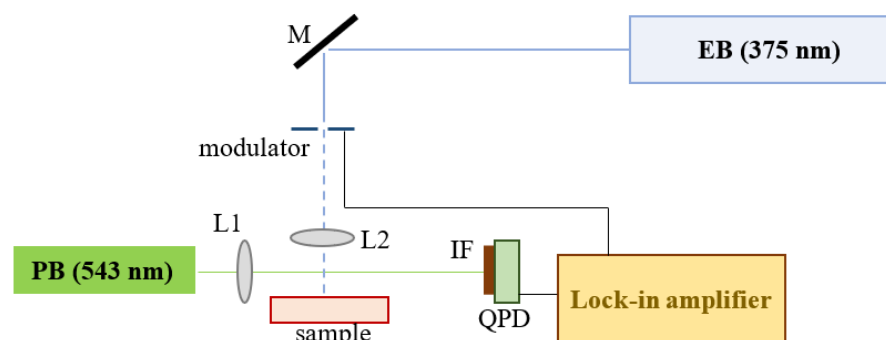 M
EB (375 nm)
modulator
L1
L2
IF
PB (543 nm)
Lock-in amplifier
QPD
sample